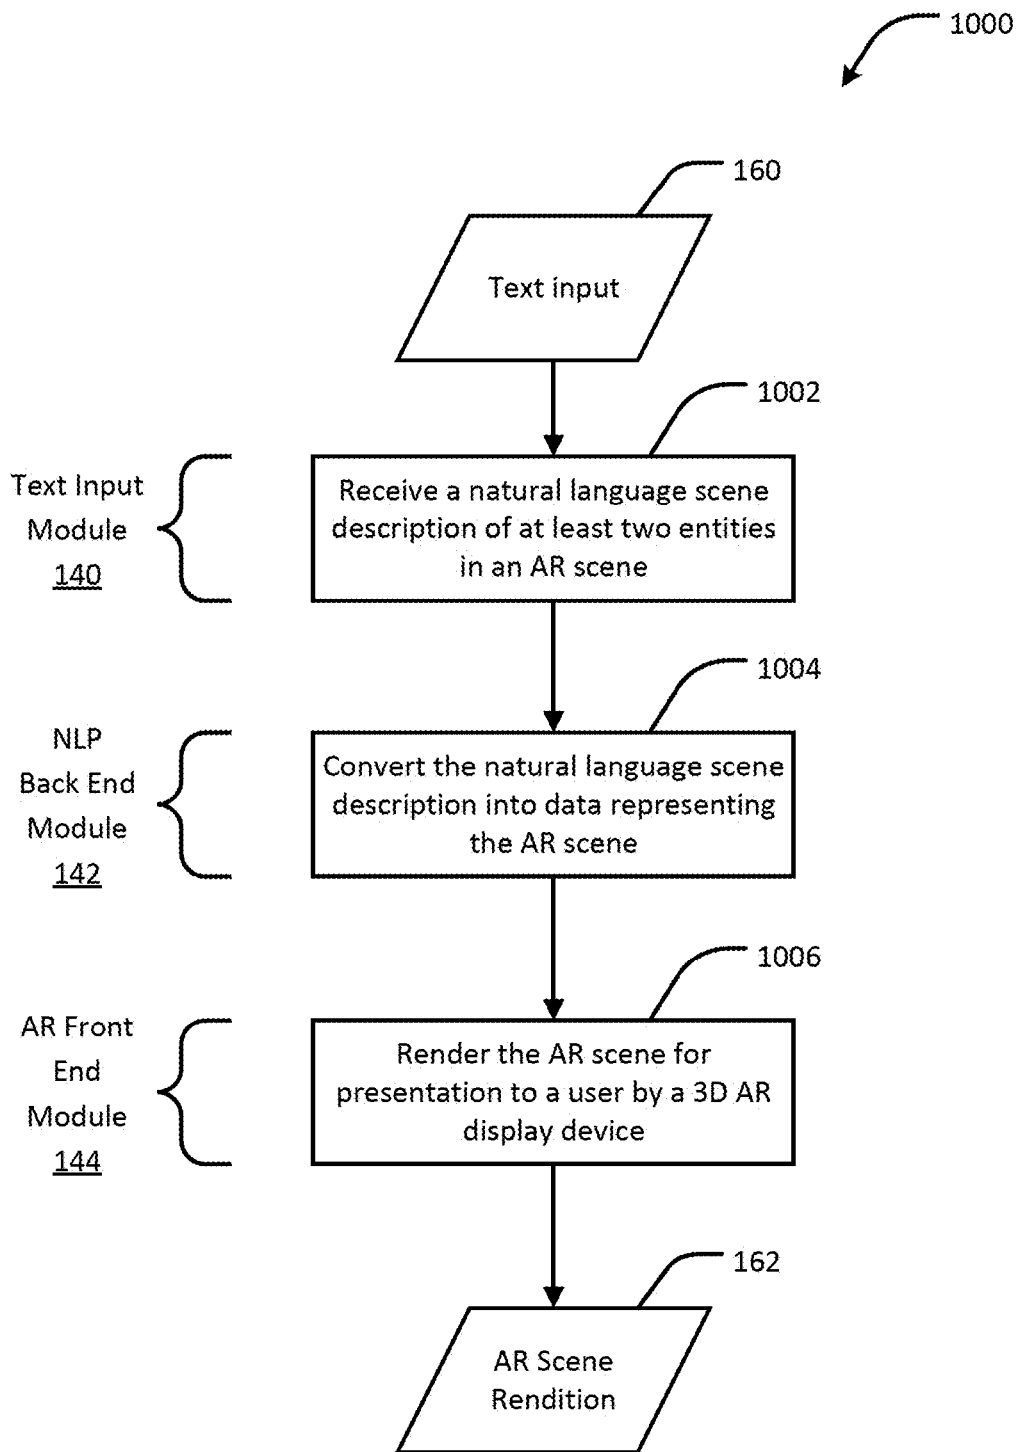 1000
160
Text input
1002
Text Input
Module
140
Receive a natural language scene
description of at least two entities
in an AR scene
1004
NLP
Back End
Module
142
Convert the natural language scene
description into data representing
the AR scene
1006
AR Front
End
Module
144
Render the AR scene for
presentation to a user by a 3D AR
display device
162
AR Scene
Rendition